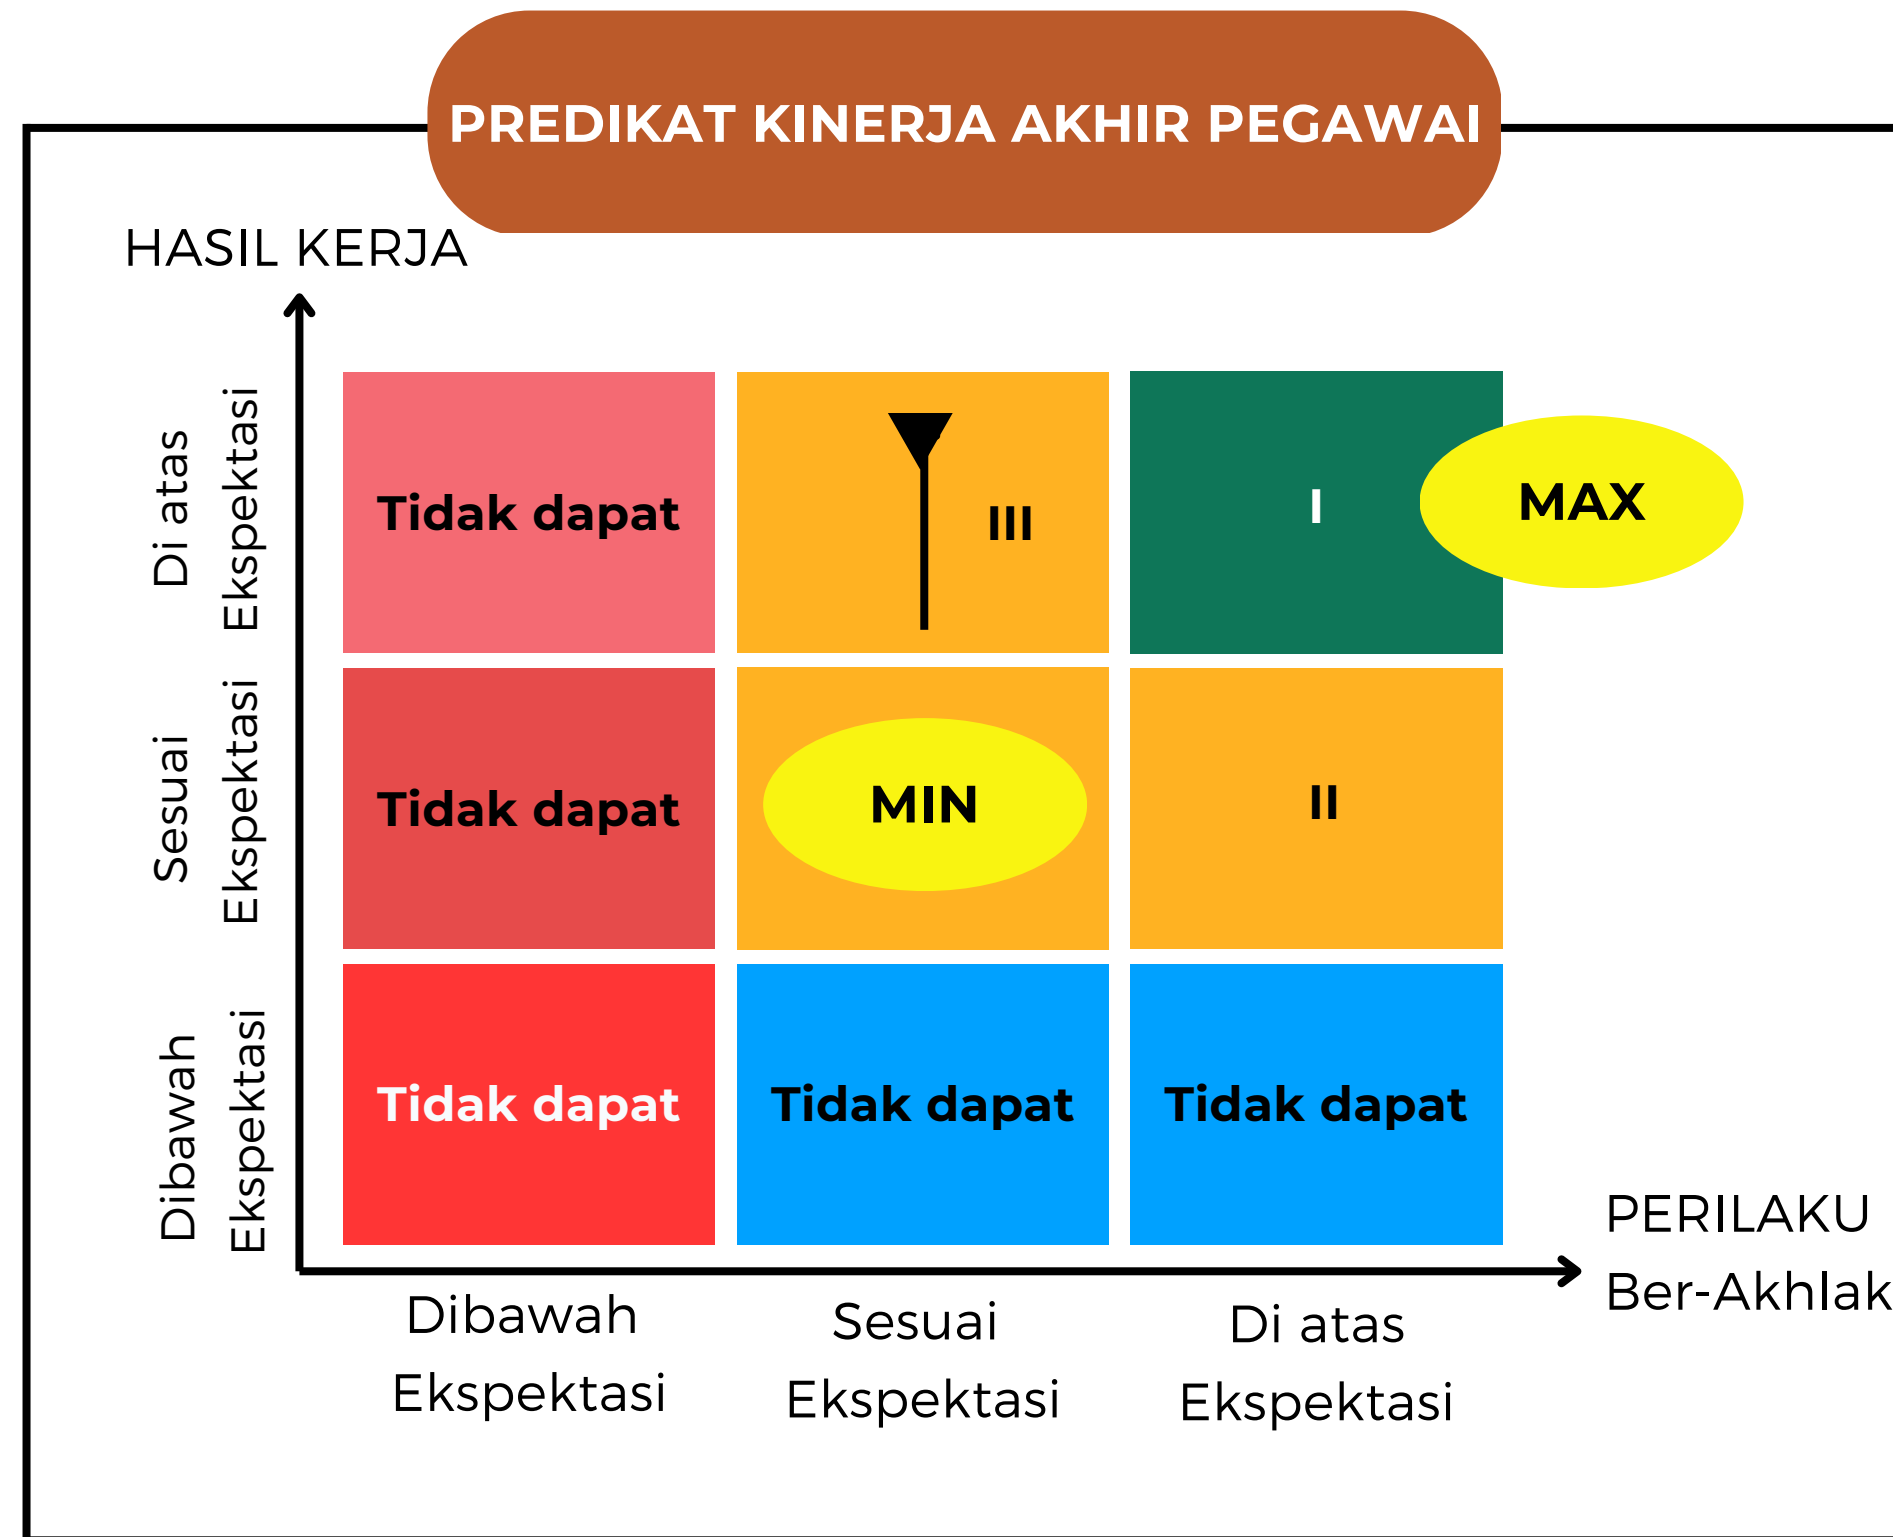 PREDIKAT KINERJA AKHIR PEGAWAI
HASIL KERJA
Di atas
Ekspektasi
Tidak dapat
III
I
MAX
Sesuai
Ekspektasi
Tidak dapat
MIN
II
Dibawah
Ekspektasi
Tidak dapat
Tidak dapat
Tidak dapat
PERILAKU
Ber-Akhlak
Dibawah
Ekspektasi
Sesuai
Ekspektasi
Di atas
Ekspektasi